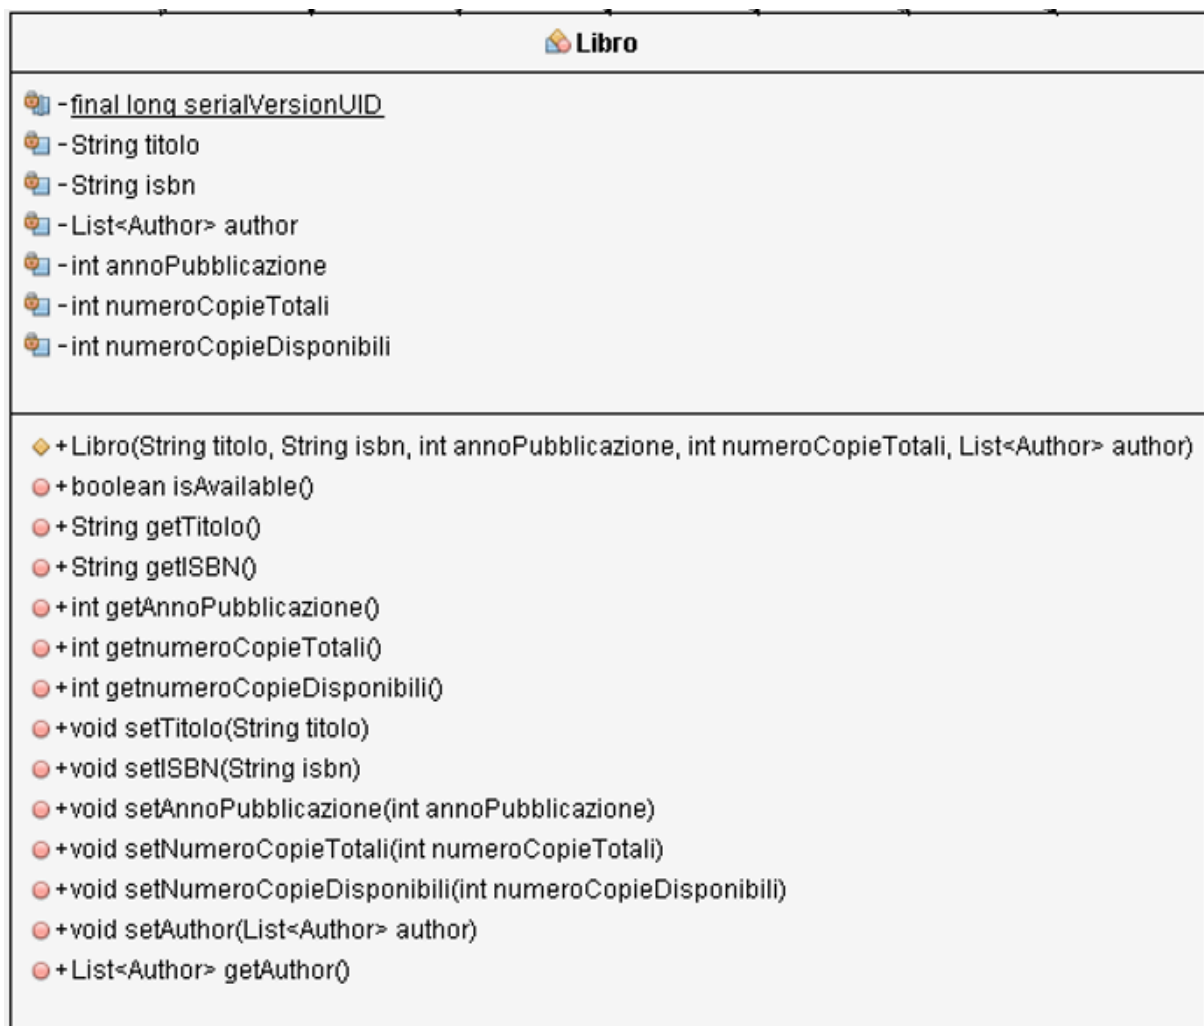 Libro
-final long serialVersionUID
-String titolo
-String isbn
-List<Author> author
-int annoPubblicazione
-int numeroCopieTotali
-int numeroCopieDisponibili
+Libro(String titolo, String isbn, int annoPubblicazione, int numeroCopieTotali, List<Author> author)
+boolean isAvailable()
+String getTitolo()
+String getISBN()
+int getAnnoPubblicazione()
+int getnumeroCopieTotali()
+int getnumeroCopieDisponibili()
+void setTitolo(String titolo)
+void setISBN(String isbn)
+void setAnnoPubblicazione(int annoPubblicazione)
+void setNumeroCopieTotali(int numeroCopieTotali)
+void setNumeroCopieDisponibili(int numeroCopieDisponibili)
+void setAuthor(List<Author> author)
+List<Author> getAuthor()